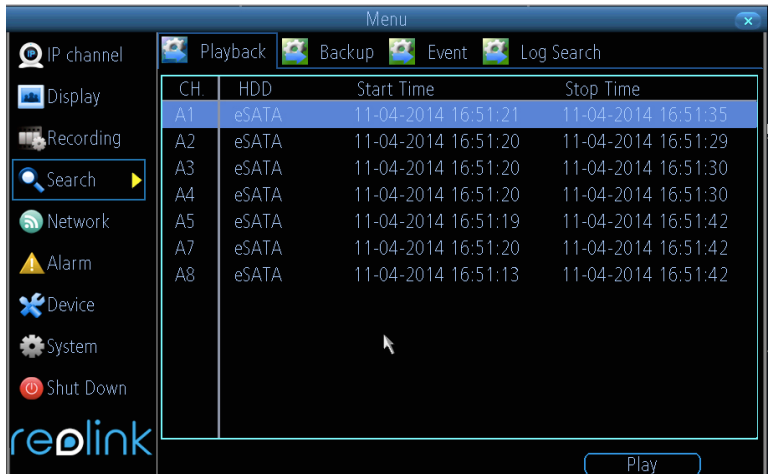 Menu
IP channel
Display
Recording
Search
Network
Alarm
Device
System
Shut Down
reolink
Playback Backup Event Log Search
CH. HDD Start Time Stop Time
A1 eSATA 11-04-2014 16:51:21 11-04-2014 16:51:35
A2 eSATA 11-04-2014 16:51:20 11-04-2014 16:51:29
A3 eSATA 11-04-2014 16:51:20 11-04-2014 16:51:30
A4 eSATA 11-04-2014 16:51:20 11-04-2014 16:51:30
A5 eSATA 11-04-2014 16:51:19 11-04-2014 16:51:42
A7 eSATA 11-04-2014 16:51:20 11-04-2014 16:51:42
A8 eSATA 11-04-2014 16:51:13 11-04-2014 16:51:42
Play